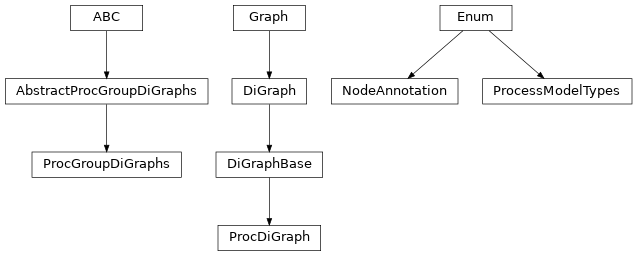 ABC
Graph
Enum
AbstractProcGroupDiGraphs
DiGraph
NodeAnnotation
ProcessModelTypes
ProcGroupDiGraphs
DiGraphBase
ProcDiGraph